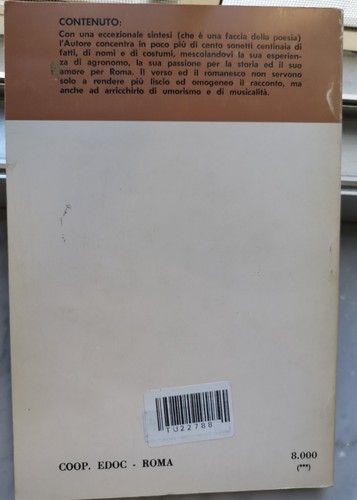 CONTENUTO:
Con una eccezionale sintesi (che è una faccia della poesia)
l'Autore concentra in poco più di cento sonetti centinaia di
fatti, di nomi e di costumi, mescolandovi la sua esperien-
za di agronomo, la sua passione per la storia ed il suo
amore per Roma. Il verso ed il romanesco non servono
solo a rendere più liscio ed omogeneo il racconto, ma
anche ad arricchirlo di umorismo e di musicalità.
TU22788
COOP. EDOC - ROMA
8.000
(***)